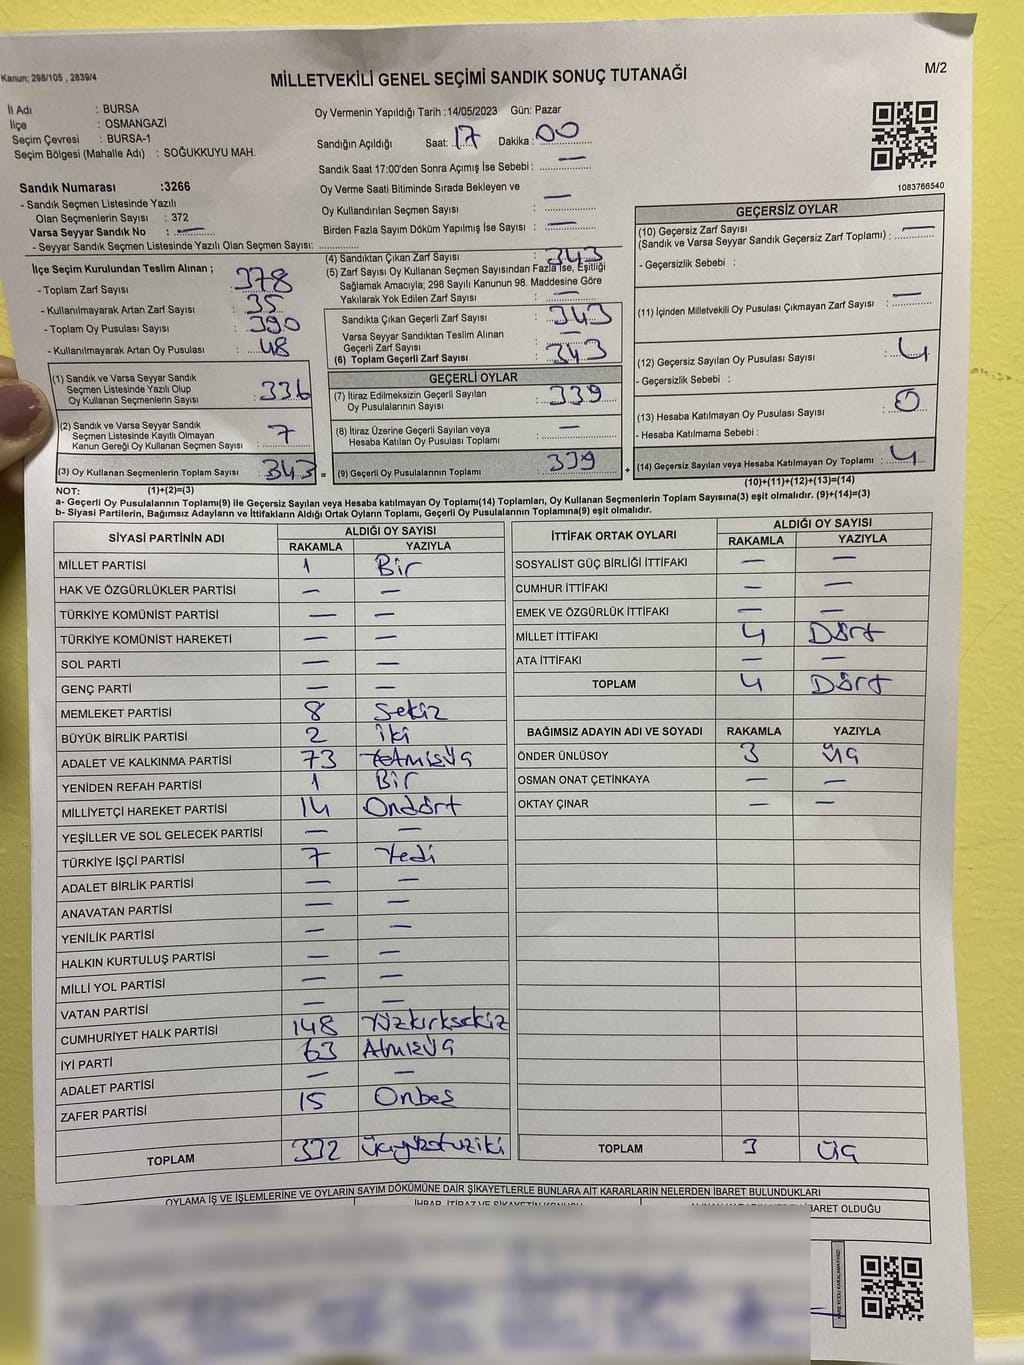 Kanun; 298/105 , 2839/4
MİLLETVEKİLİ GENEL SEÇİMİ SANDIK SONUÇ TUTANAĞI
M/2
İl Adı : BURSA
İlçe : OSMANGAZİ
Seçim Çevresi : BURSA-1
Seçim Bölgesi (Mahalle Adı) : SOĞUKKUYU MAH.
Sandık Numarası :3266
- Sandık Seçmen Listesinde Yazılı
Olan Seçmenlerin Sayısı : 372
Varsa Seyyar Sandık No : —
- Seyyar Sandık Seçmen Listesinde Yazılı Olan Seçmen Sayısı: ..............
Oy Vermenin Yapıldığı Tarih :14/05/2023 Gün: Pazar
Sandığın Açıldığı Saat: 17 Dakika : 00
Sandık Saat 17:00'den Sonra Açımış İse Sebebi : —
Oy Verme Saati Bitiminde Sırada Bekleyen ve
Oy Kullandırılan Seçmen Sayısı : —
Birden Fazla Sayım Döküm Yapılmış İse Sayısı : —
1083766540
İlçe Seçim Kurulundan Teslim Alınan ;
- Toplam Zarf Sayısı : 378
- Kullanılmayarak Artan Zarf Sayısı : 35
- Toplam Oy Pusulası Sayısı : 390
- Kullanılmayarak Artan Oy Pusulası : 48
(1) Sandık ve Varsa Seyyar Sandık
Seçmen Listesinde Yazılı Olup
Oy Kullanan Seçmenlerin Sayısı : 336
(2) Sandık ve Varsa Seyyar Sandık
Seçmen Listesinde Kayıtlı Olmayan
Kanun Gereği Oy Kullanan Seçmen Sayısı : 7
(3) Oy Kullanan Seçmenlerin Toplam Sayısı : 343 =
(4) Sandıktan Çıkan Zarf Sayısı : 343
(5) Zarf Sayısı Oy Kullanan Seçmen Sayısından Fazla İse, Eşitliği
Sağlamak Amacıyla; 298 Sayılı Kanunun 98. Maddesine Göre
Yakılarak Yok Edilen Zarf Sayısı : —
Sandıkta Çıkan Geçerli Zarf Sayısı : 343
Varsa Seyyar Sandıktan Teslim Alınan
Geçerli Zarf Sayısı : —
(6) Toplam Geçerli Zarf Sayısı : 343
GEÇERLİ OYLAR
(7) İtiraz Edilmeksizin Geçerli Sayılan
Oy Pusulalarının Sayısı : 339
(8) İtiraz Üzerine Geçerli Sayılan veya
Hesaba Katılan Oy Pusulaları Toplamı : —
(9) Geçerli Oy Pusulalarının Toplamı : 339 +
GEÇERSİZ OYLAR
(10) Geçersiz Zarf Sayısı
(Sandık ve Varsa Seyyar Sandık Geçersiz Zarf Toplamı) : —
- Geçersizlik Sebebi :
(11) İçinden Milletvekili Oy Pusulası Çıkmayan Zarf Sayısı : —
(12) Geçersiz Sayılan Oy Pusulası Sayısı : 4
- Geçersizlik Sebebi :
(13) Hesaba Katılmayan Oy Pusulası Sayısı : 0
- Hesaba Katılmama Sebebi :
(14) Geçersiz Sayılan veya Hesaba Katılmayan Oy Toplamı : 4
NOT: (1)+(2)=(3)
(10)+(11)+(12)+(13)=(14)
a- Geçerli Oy Pusulalarının Toplamı(9) ile Geçersiz Sayılan veya Hesaba katılmayan Oy Toplamı(14) Toplamları, Oy Kullanan Seçmenlerin Toplam Sayısına(3) eşit olmalıdır. (9)+(14)=(3)
b- Siyasi Partilerin, Bağımsız Adayların ve İttifakların Aldığı Ortak Oyların Toplamı, Geçerli Oy Pusulalarının Toplamına(9) eşit olmalıdır.
SİYASİ PARTİNİN ADI ALDIĞI OY SAYISI
RAKAMLA YAZIYLA
MİLLET PARTİSİ 1 Bir
HAK VE ÖZGÜRLÜKLER PARTİSİ — —
TÜRKİYE KOMÜNİST PARTİSİ — —
TÜRKİYE KOMÜNİST HAREKETİ — —
SOL PARTİ — —
GENÇ PARTİ — —
MEMLEKET PARTİSİ 8 Sekiz
BÜYÜK BİRLİK PARTİSİ 2 İki
ADALET VE KALKINMA PARTİSİ 73 Yetmişüç
YENİDEN REFAH PARTİSİ 1 Bir
MİLLİYETÇİ HAREKET PARTİSİ 14 Ondört
YEŞİLLER VE SOL GELECEK PARTİSİ — —
TÜRKİYE İŞÇİ PARTİSİ 7 Yedi
ADALET BİRLİK PARTİSİ — —
ANAVATAN PARTİSİ — —
YENİLİK PARTİSİ — —
HALKIN KURTULUŞ PARTİSİ — —
MİLLİ YOL PARTİSİ — —
VATAN PARTİSİ — —
CUMHURİYET HALK PARTİSİ 148 Yüzkırksekiz
İYİ PARTİ 63 Atmışüç
ADALET PARTİSİ — —
ZAFER PARTİSİ 15 Onbeş
TOPLAM 332 üçyüzotuziki
İTTİFAK ORTAK OYLARI ALDIĞI OY SAYISI
RAKAMLA YAZIYLA
SOSYALİST GÜÇ BİRLİĞİ İTTİFAKI — —
CUMHUR İTTİFAKI — —
EMEK VE ÖZGÜRLÜK İTTİFAKI — —
MİLLET İTTİFAKI 4 Dört
ATA İTTİFAKI — —
TOPLAM 4 Dört
BAĞIMSIZ ADAYIN ADI VE SOYADI RAKAMLA YAZIYLA
ÖNDER ÜNLÜSOY 3 üç
OSMAN ONAT ÇETİNKAYA — —
OKTAY ÇINAR — —
TOPLAM 3 üç
OYLAMA İŞ VE İŞLEMLERİNE VE OYLARIN SAYIM DÖKÜMÜNE DAİR ŞİKAYETLERLE BUNLARA AİT KARARLARIN NELERDEN İBARET BULUNDUKLARI
İBARET OLDUĞU